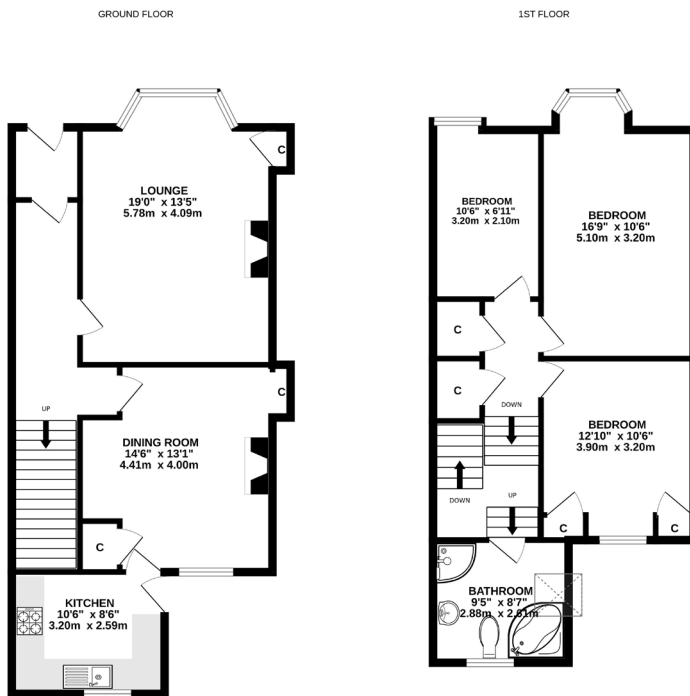 GROUND FLOOR
1ST FLOOR
C
LOUNGE
19'0" x 13'5"
5.78m x 4.09m
C
UP
DINING ROOM
14'6" x 13'1"
4.41m x 4.00m
C
KITCHEN
10'6" x 8'6"
3.20m x 2.59m
BEDROOM
10'6" x 6'11"
3.20m x 2.10m
BEDROOM
16'9" x 10'6"
5.10m x 3.20m
C
C
DOWN
BEDROOM
12'10" x 10'6"
3.90m x 3.20m
DOWN
UP
C
C
BATHROOM
9'5" x 8'7"
2.88m x 2.61m